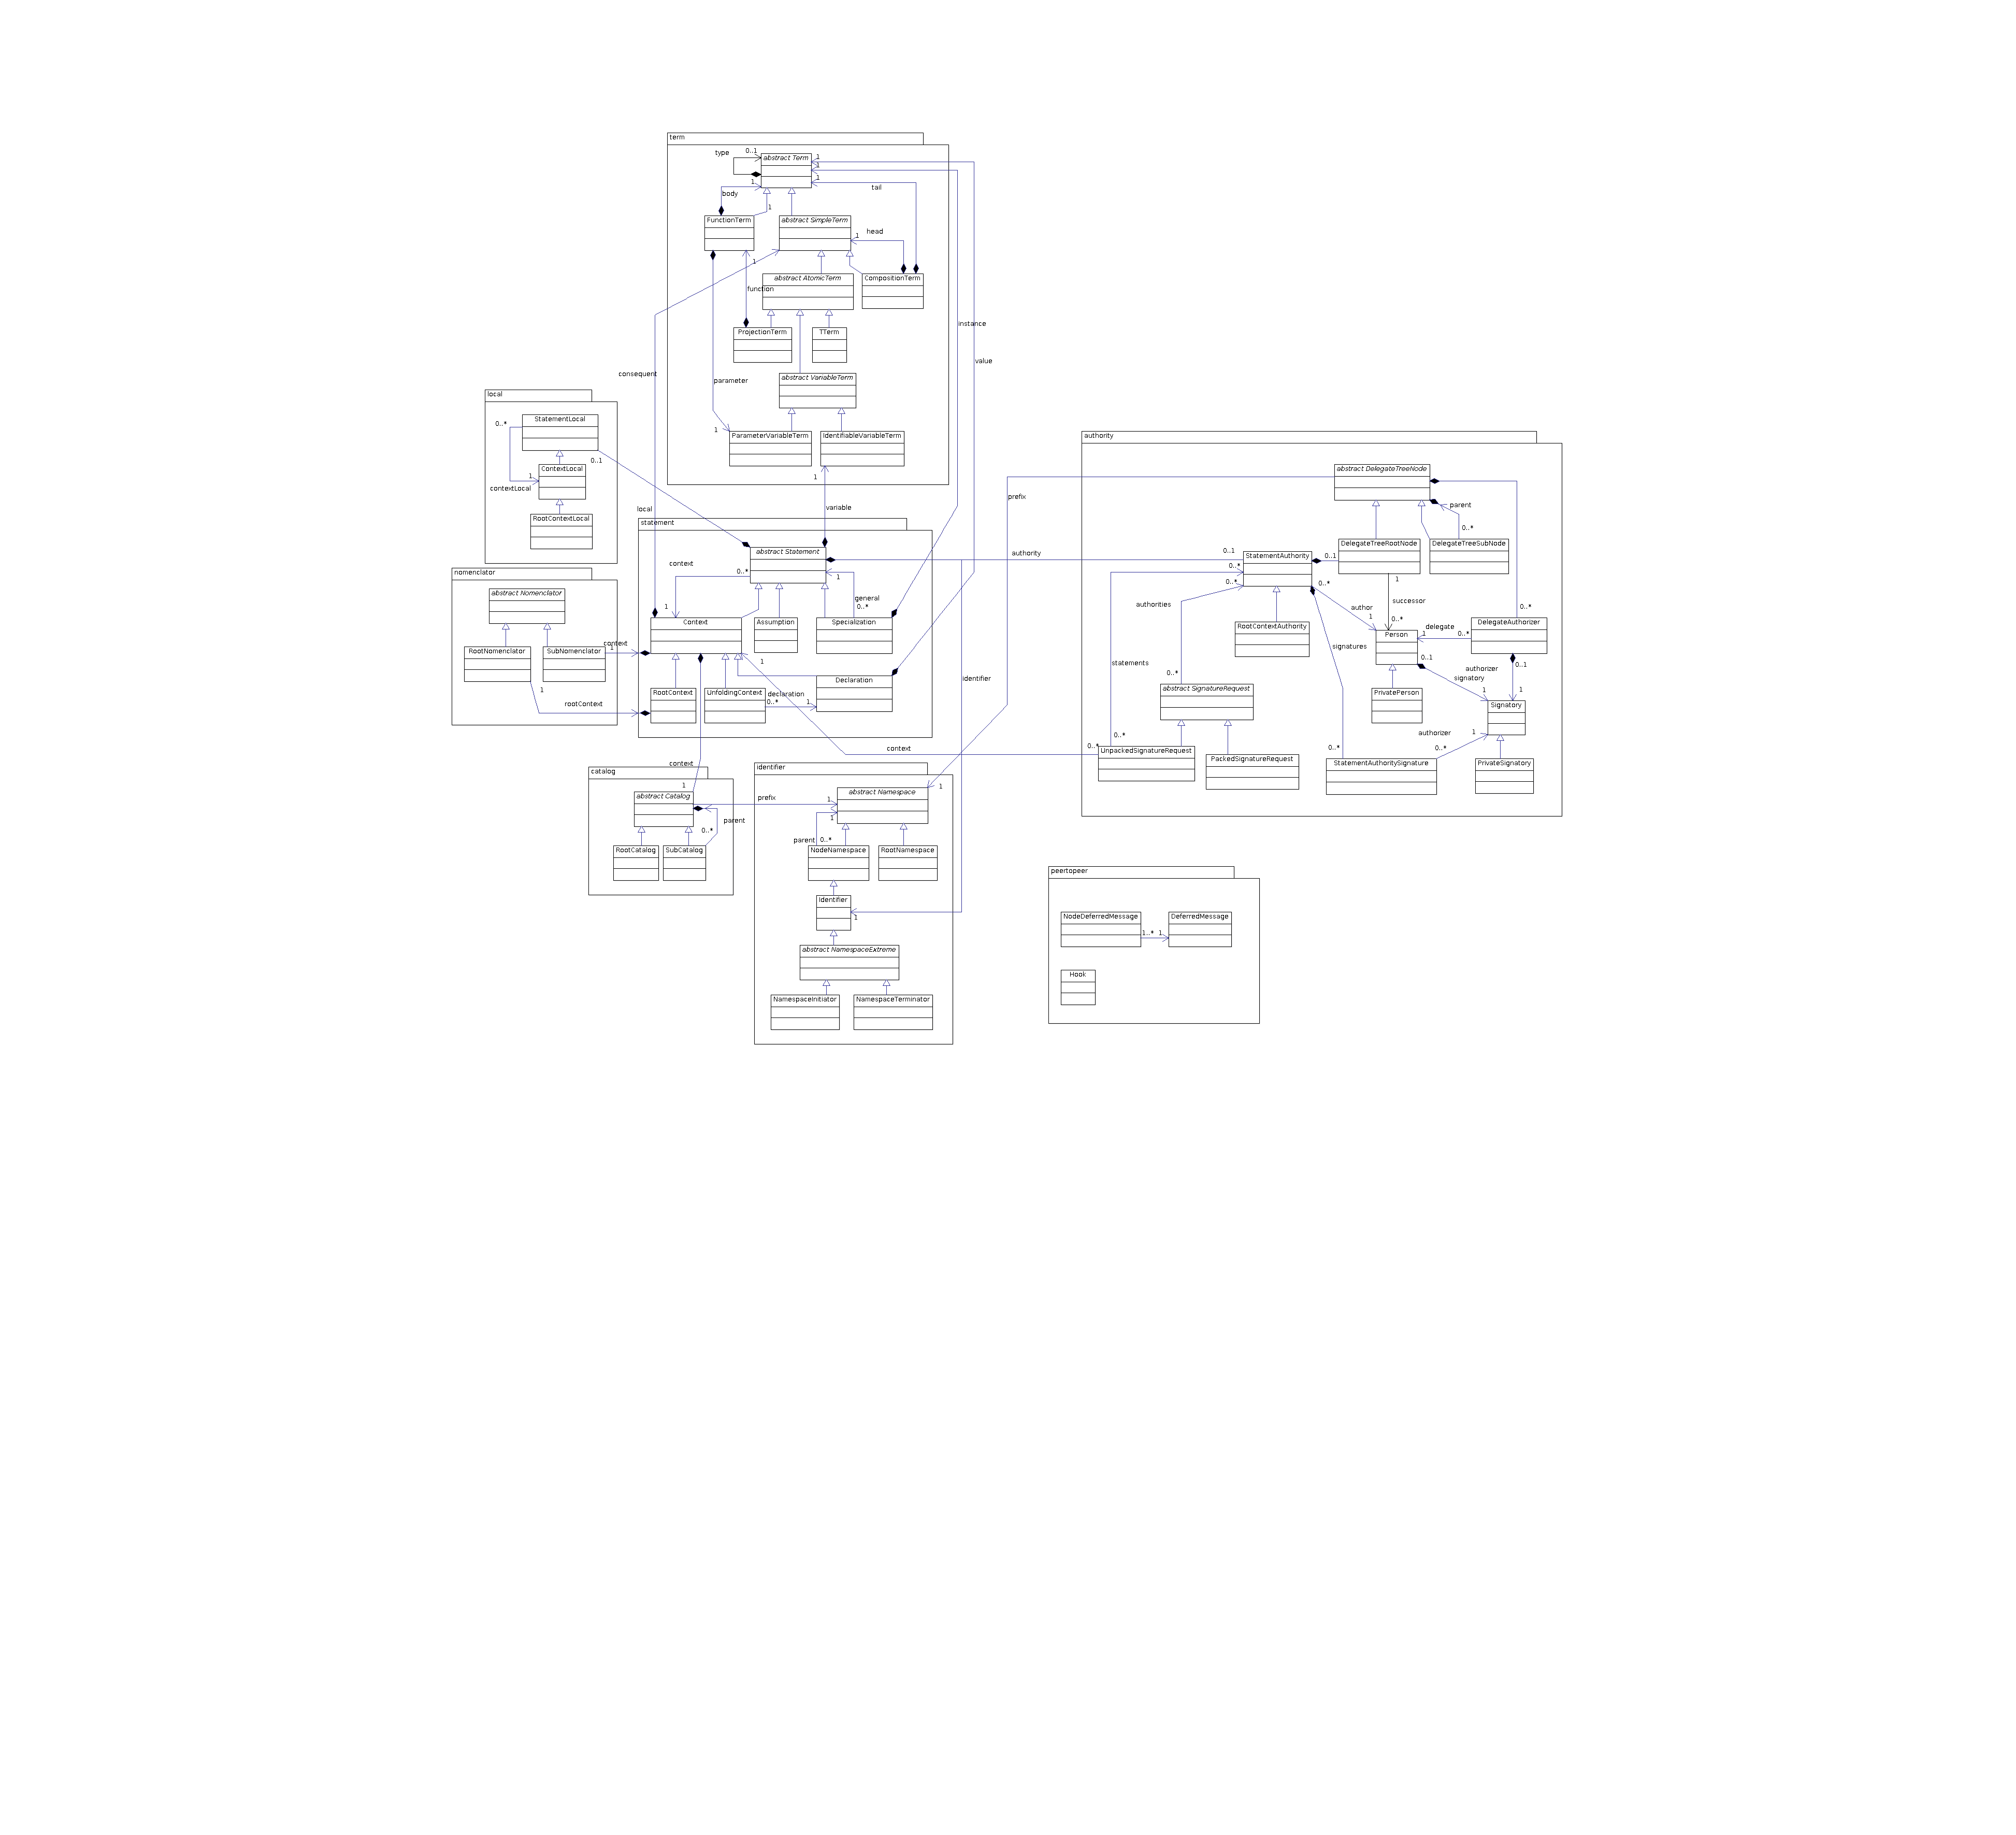 term
type
0..1
abstract Term
1
1
1
1
body
tail
1
FunctionTerm
abstract SimpleTerm
head
1
1
function
abstract AtomicTerm
CompositionTerm
instance
ProjectionTerm
TTerm
value
consequent
parameter
abstract VariableTerm
1
ParameterVariableTerm
IdentifiableVariableTerm
1
local
StatementLocal
0..*
0..1
ContextLocal
1
contextLocal
RootContextLocal
local
variable
statement
abstract Statement
context
0..*
1
general
0..*
1
Context
Assumption
Specialization
authority
0..1
identifier
1
RootContext
UnfoldingContext
declaration
0..*
1
Declaration
nomenclator
abstract Nomenclator
RootNomenclator
SubNomenclator
context
1
1
rootContext
context
context
1
catalog
abstract Catalog
prefix
parent
0..*
RootCatalog
SubCatalog
identifier
abstract Namespace
1
1
1
parent
0..*
NodeNamespace
RootNamespace
Identifier
1
abstract NamespaceExtreme
NamespaceInitiator
NamespaceTerminator
prefix
authority
abstract DelegateTreeNode
parent
0..*
DelegateTreeRootNode
DelegateTreeSubNode
StatementAuthority
0..1
0..*
0..*
0..*
1
successor
0..*
authorities
author
1
RootContextAuthority
Person
delegate
1
0..*
0..*
DelegateAuthorizer
statements
signatures
0..1
0..1
authorizer
signatory
1
1
0..*
abstract SignatureRequest
PrivatePerson
Signatory
0..*
0..*
UnpackedSignatureRequest
PackedSignatureRequest
authorizer
1
0..*
0..*
StatementAuthoritySignature
PrivateSignatory
peertopeer
NodeDeferredMessage
1..*
1
DeferredMessage
Hook